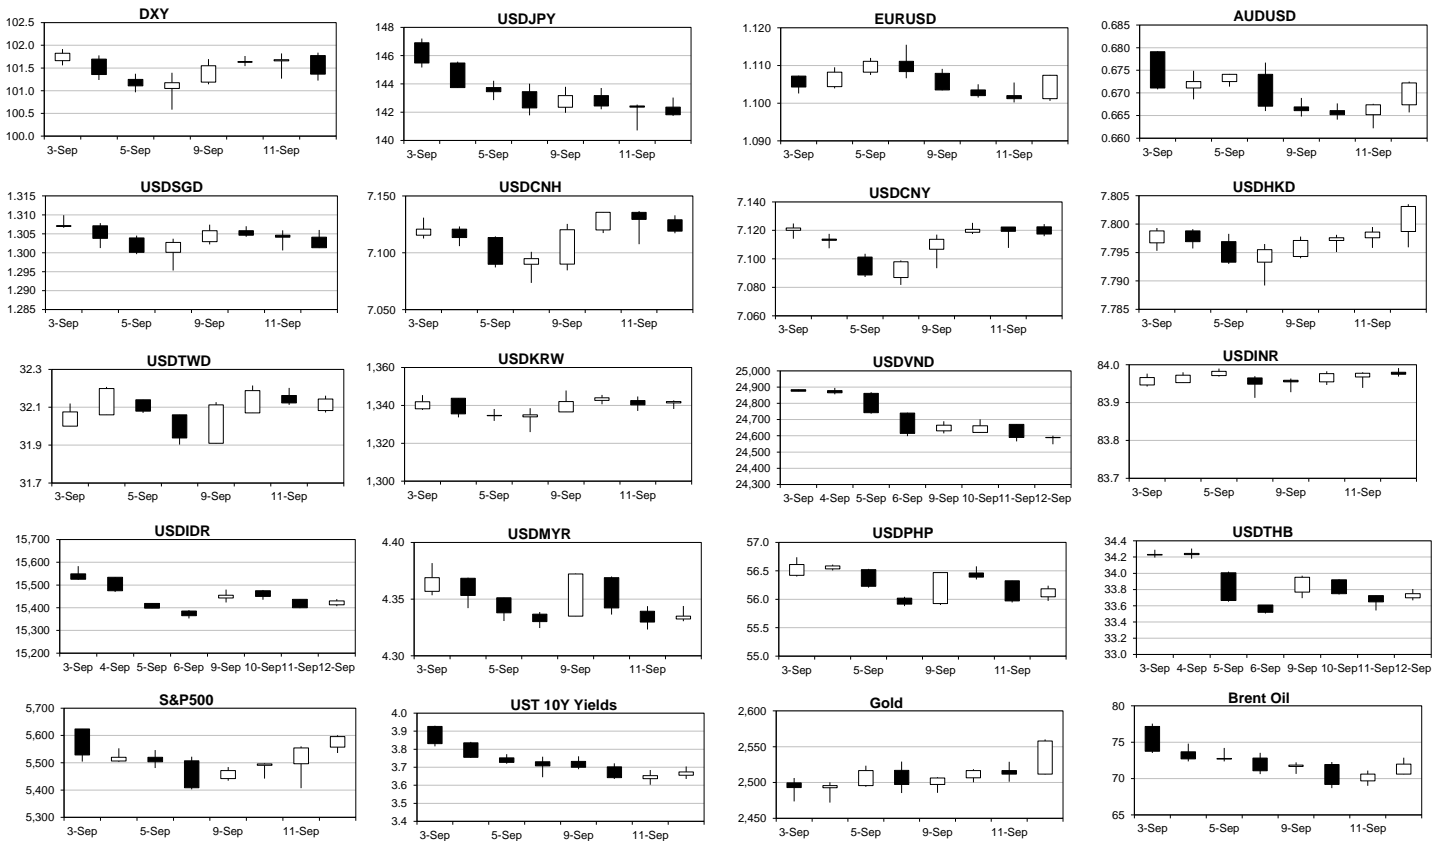 DXY
102.5
102.0
101.5
101.0
100.5
100.0
3-Sep 5-Sep 9-Sep 11-Sep
USDJPY
148
146
144
142
140
3-Sep 5-Sep 9-Sep 11-Sep
EURUSD
1.120
1.110
1.100
1.090
3-Sep 5-Sep 9-Sep 11-Sep
AUDUSD
0.685
0.680
0.675
0.670
0.665
0.660
3-Sep 5-Sep 9-Sep 11-Sep
USDSGD
1.315
1.310
1.305
1.300
1.295
1.290
1.285
3-Sep 5-Sep 9-Sep 11-Sep
USDCNH
7.150
7.100
7.050
3-Sep 5-Sep 9-Sep 11-Sep
USDCNY
7.140
7.120
7.100
7.080
7.060
3-Sep 5-Sep 9-Sep 11-Sep
USDHKD
7.805
7.800
7.795
7.790
7.785
3-Sep 5-Sep 9-Sep 11-Sep
USDTWD
32.3
32.1
31.9
31.7
3-Sep 5-Sep 9-Sep 11-Sep
USDKRW
1,360
1,340
1,320
1,300
3-Sep 5-Sep 9-Sep 11-Sep
USDVND
25,000
24,900
24,800
24,700
24,600
24,500
24,400
24,300
3-Sep 4-Sep 5-Sep 6-Sep 9-Sep 10-Sep 11-Sep 12-Sep
USDINR
84.0
83.9
83.8
83.7
3-Sep 5-Sep 9-Sep 11-Sep
USDIDR
15,700
15,600
15,500
15,400
15,300
15,200
3-Sep 4-Sep 5-Sep 6-Sep 9-Sep 10-Sep 11-Sep 12-Sep
USDMYR
4.40
4.35
4.30
3-Sep 5-Sep 9-Sep 11-Sep
USDPHP
57.0
56.5
56.0
55.5
55.0
3-Sep 5-Sep 9-Sep 11-Sep
USDTHB
34.4
34.2
34.0
33.8
33.6
33.4
33.2
33.0
3-Sep 4-Sep 5-Sep 6-Sep 9-Sep 10-Sep 11-Sep 12-Sep
S&P500
5,700
5,600
5,500
5,400
5,300
3-Sep 5-Sep 9-Sep 11-Sep
UST 10Y Yields
4.0
3.9
3.8
3.7
3.6
3.5
3.4
3-Sep 5-Sep 9-Sep 11-Sep
Gold
2,600
2,550
2,500
2,450
3-Sep 5-Sep 9-Sep 11-Sep
Brent Oil
80
75
70
65
3-Sep 5-Sep 9-Sep 11-Sep